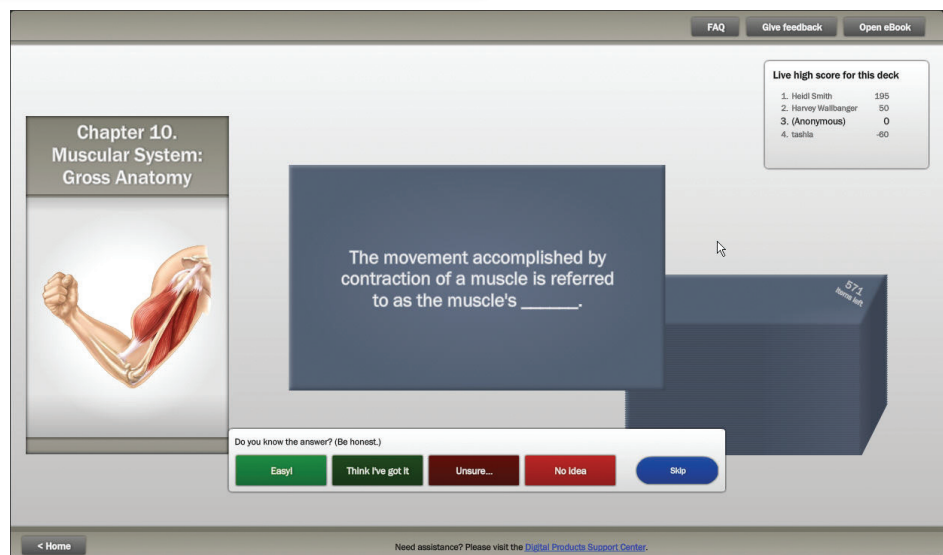 FAQ
Give feedback
Open eBook
Live high score for this deck
1. Heidi Smith 195
2. Harvey Wallbanger 50
3. (Anonymous) 0
4. tashia -60
Chapter 10.
Muscular System:
Gross Anatomy
The movement accomplished by
contraction of a muscle is referred
to as the muscle's ______.
571
items left
Do you know the answer? (Be honest.)
Easy!
Think I've got it
Unsure...
No idea
Skip
< Home
Need assistance? Please visit the Digital Products Support Center.